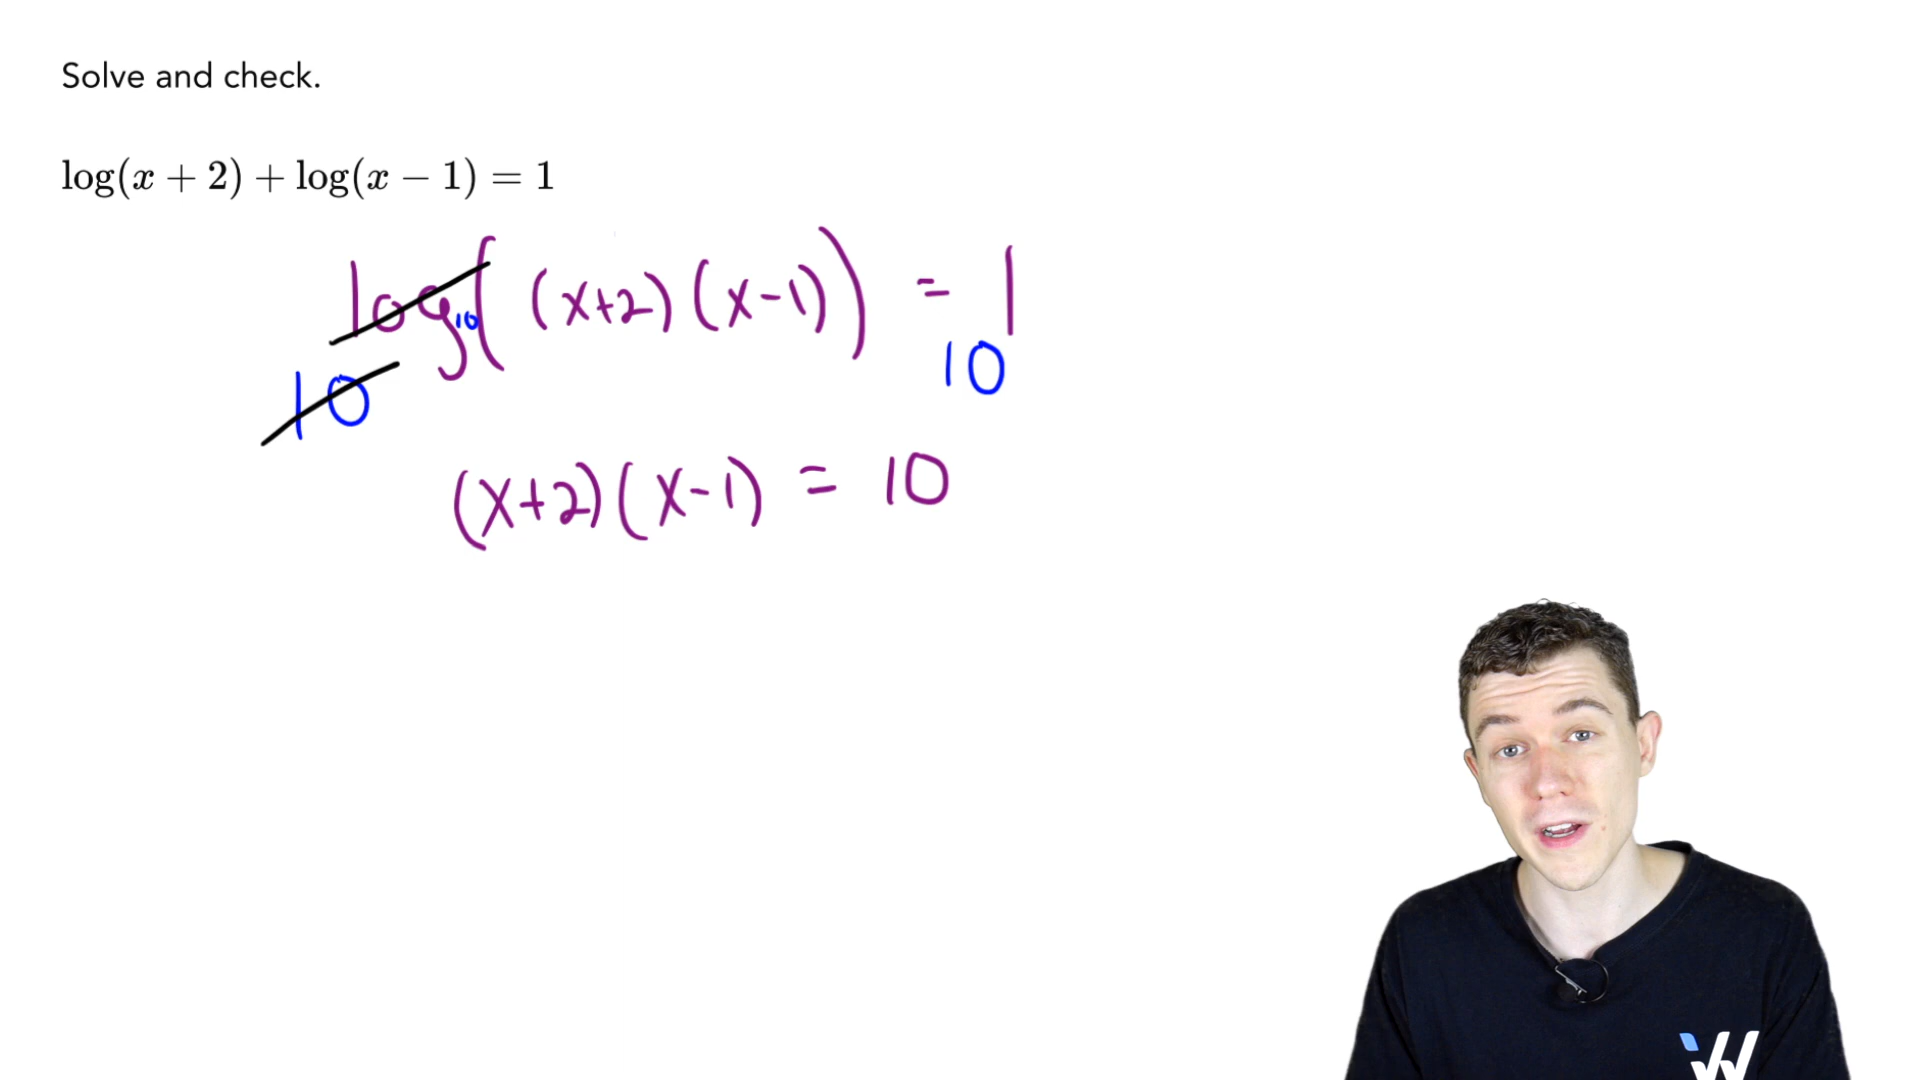 Solve and check.
log(x + 2) + log(x − 1) = 1
log₁₀((x+2)(x-1)) = 1
10 10
(x+2)(x-1) = 10
W